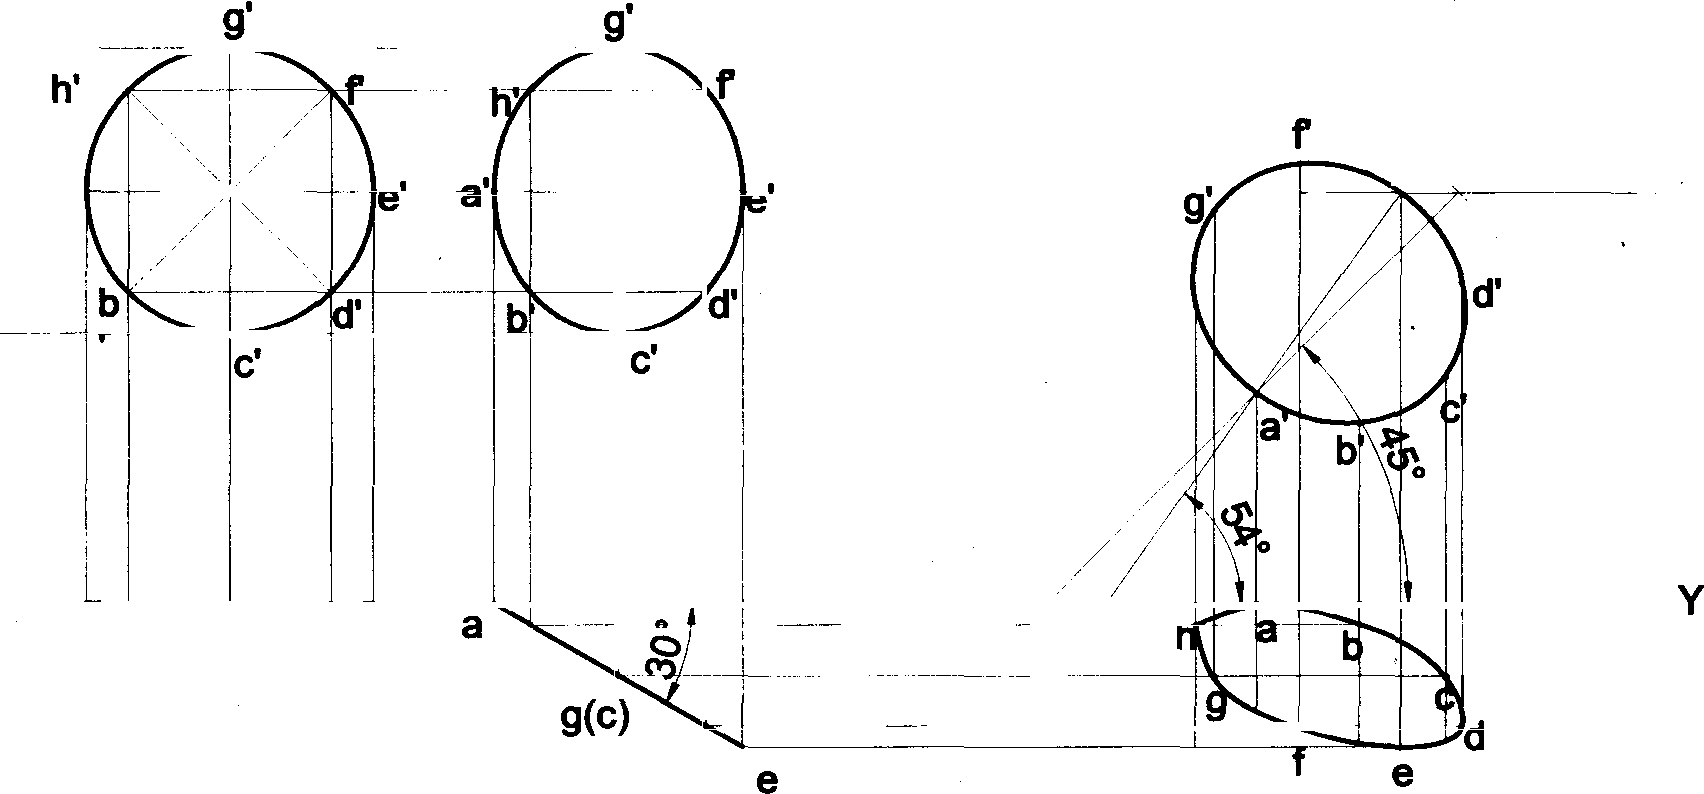 g' g'
h' f' h' f' f'
e' a' e' g'
b d' b' d' d'
c' c' a' b' c'
45°
54°
Y
a 30° n a b
g(c) g c
f d
e e